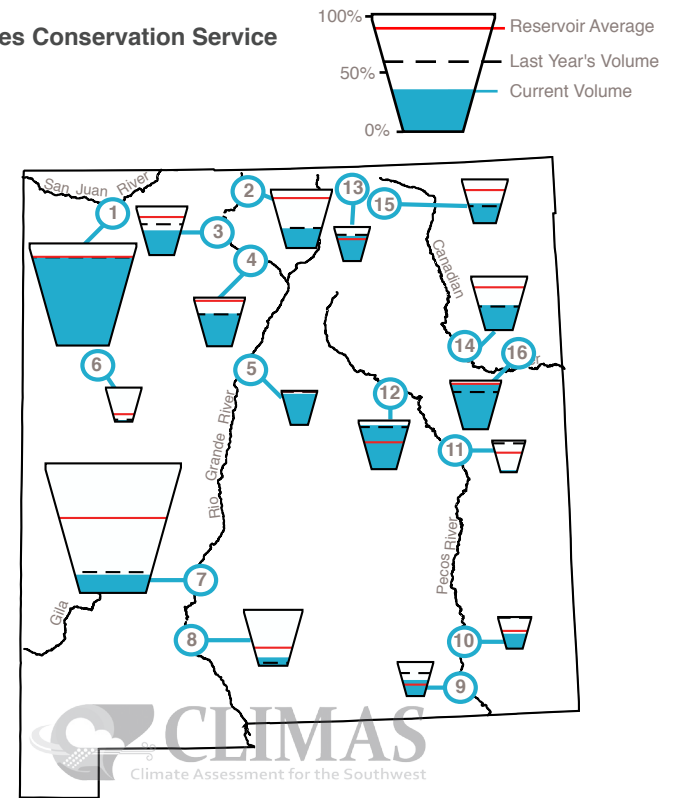 es Conservation Service
100%
50%
0%
Reservoir Average
Last Year's Volume
Current Volume
San Juan River
1
2
3
4
13
15
Canadian
14
16
er
6
5
12
11
Rio Grande River
Pecos River
7
Gila
8
10
9
CLIMAS
Climate Assessment for the Southwest